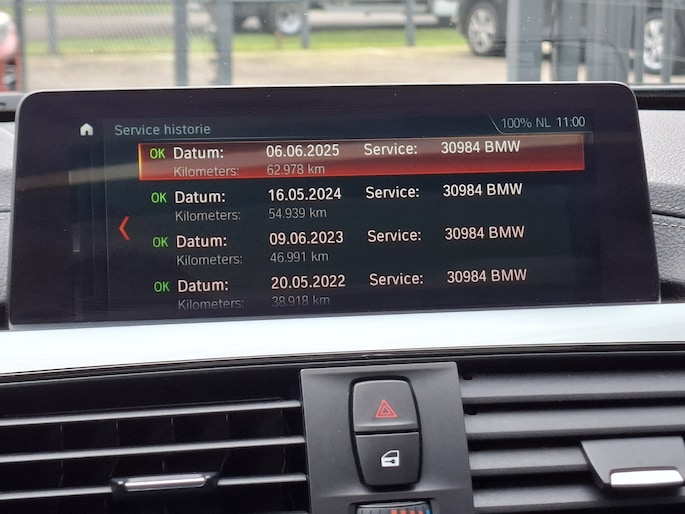 Service historie 100% NL 11:00
OK Datum: 06.06.2025 Service: 30984 BMW
Kilometers: 62.978 km
OK Datum: 16.05.2024 Service: 30984 BMW
Kilometers: 54.939 km
OK Datum: 09.06.2023 Service: 30984 BMW
Kilometers: 46.991 km
OK Datum: 20.05.2022 Service: 30984 BMW
Kilometers: 38.918 km